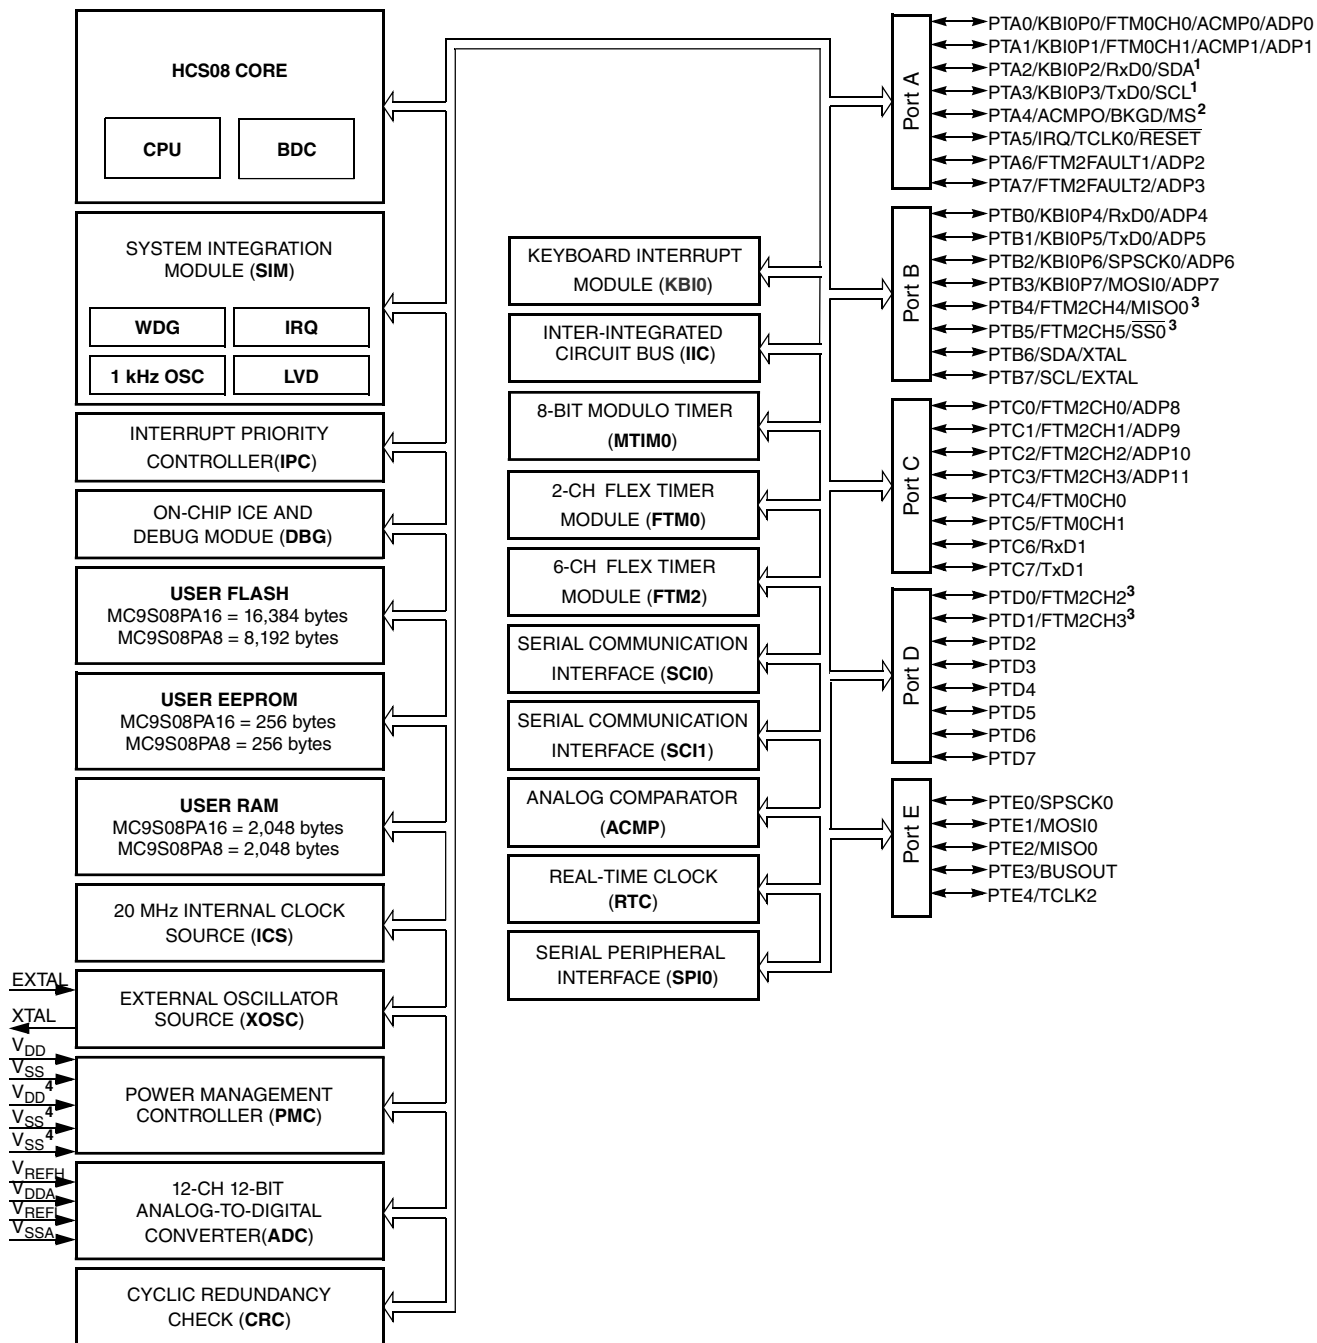 HCS08 CORE
CPU
BDC
SYSTEM INTEGRATION
MODULE (SIM)
WDG
IRQ
1 kHz OSC
LVD
INTERRUPT PRIORITY
CONTROLLER(IPC)
ON-CHIP ICE AND
DEBUG MODUE (DBG)
USER FLASH
MC9S08PA16 = 16,384 bytes
MC9S08PA8 = 8,192 bytes
USER EEPROM
MC9S08PA16 = 256 bytes
MC9S08PA8 = 256 bytes
USER RAM
MC9S08PA16 = 2,048 bytes
MC9S08PA8 = 2,048 bytes
20 MHz INTERNAL CLOCK
SOURCE (ICS)
EXTAL
XTAL
EXTERNAL OSCILLATOR
SOURCE (XOSC)
VDD
VSS
VDD4
VSS4
VSS4
POWER MANAGEMENT
CONTROLLER (PMC)
VREFH
VDDA
VREFL
VSSA
12-CH 12-BIT
ANALOG-TO-DIGITAL
CONVERTER(ADC)
CYCLIC REDUNDANCY
CHECK (CRC)
KEYBOARD INTERRUPT
MODULE (KBI0)
INTER-INTEGRATED
CIRCUIT BUS (IIC)
8-BIT MODULO TIMER
(MTIM0)
2-CH FLEX TIMER
MODULE (FTM0)
6-CH FLEX TIMER
MODULE (FTM2)
SERIAL COMMUNICATION
INTERFACE (SCI0)
SERIAL COMMUNICATION
INTERFACE (SCI1)
ANALOG COMPARATOR
(ACMP)
REAL-TIME CLOCK
(RTC)
SERIAL PERIPHERAL
INTERFACE (SPI0)
Port A
PTA0/KBI0P0/FTM0CH0/ACMP0/ADP0
PTA1/KBI0P1/FTM0CH1/ACMP1/ADP1
PTA2/KBI0P2/RxD0/SDA1
PTA3/KBI0P3/TxD0/SCL1
PTA4/ACMPO/BKGD/MS2
PTA5/IRQ/TCLK0/RESET
PTA6/FTM2FAULT1/ADP2
PTA7/FTM2FAULT2/ADP3
Port B
PTB0/KBI0P4/RxD0/ADP4
PTB1/KBI0P5/TxD0/ADP5
PTB2/KBI0P6/SPSCK0/ADP6
PTB3/KBI0P7/MOSI0/ADP7
PTB4/FTM2CH4/MISO0 3
PTB5/FTM2CH5/SS0 3
PTB6/SDA/XTAL
PTB7/SCL/EXTAL
Port C
PTC0/FTM2CH0/ADP8
PTC1/FTM2CH1/ADP9
PTC2/FTM2CH2/ADP10
PTC3/FTM2CH3/ADP11
PTC4/FTM0CH0
PTC5/FTM0CH1
PTC6/RxD1
PTC7/TxD1
Port D
PTD0/FTM2CH23
PTD1/FTM2CH33
PTD2
PTD3
PTD4
PTD5
PTD6
PTD7
Port E
PTE0/SPSCK0
PTE1/MOSI0
PTE2/MISO0
PTE3/BUSOUT
PTE4/TCLK2